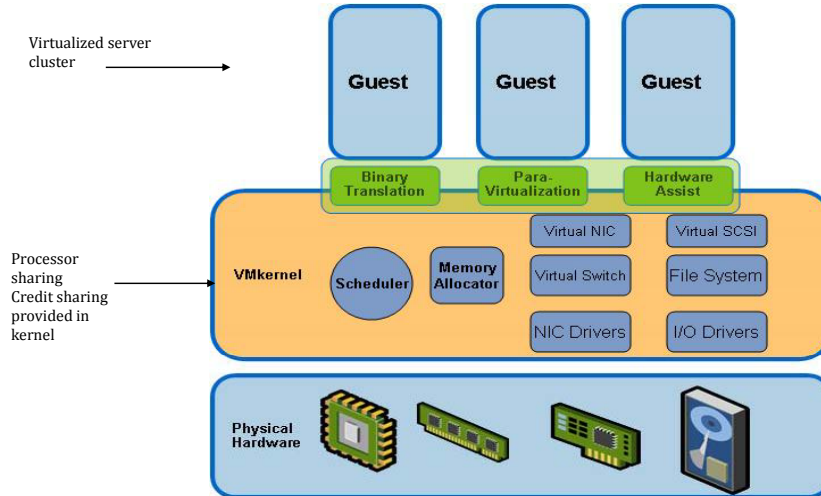 Virtualized server
cluster
Guest
Guest
Guest
Binary
Translation
Para-
Virtualization
Hardware
Assist
Processor
sharing
Credit sharing
provided in
kernel
VMkernel
Scheduler
Memory
Allocator
Virtual NIC
Virtual SCSI
Virtual Switch
File System
NIC Drivers
I/O Drivers
Physical
Hardware